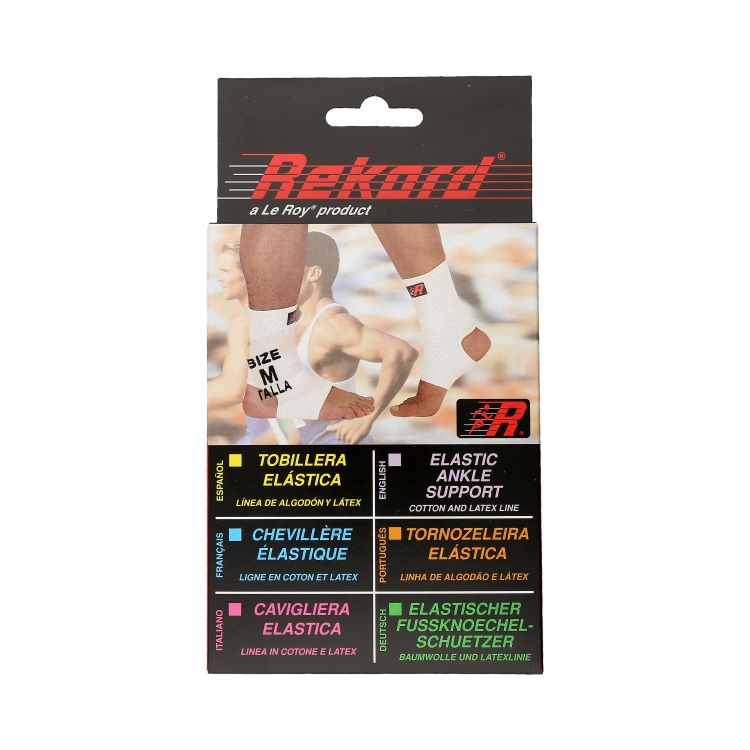 Rekord®
a Le Roy® product
R
R
SIZE
M
TALLA
R®
ESPAÑOL
TOBILLERA
ELÁSTICA
LÍNEA DE ALGODÓN Y LÁTEX
ENGLISH
ELASTIC
ANKLE
SUPPORT
COTTON AND LATEX LINE
FRANÇAIS
CHEVILLÈRE
ÉLASTIQUE
LIGNE EN COTON ET LATEX
PORTUGUÊS
TORNOZELEIRA
ELÁSTICA
LINHA DE ALGODÃO E LÁTEX
ITALIANO
CAVIGLIERA
ELASTICA
LINEA IN COTONE E LATEX
DEUTSCH
ELASTISCHER
FUSSKNOECHEL-
SCHUETZER
BAUMWOLLE UND LATEXLINIE